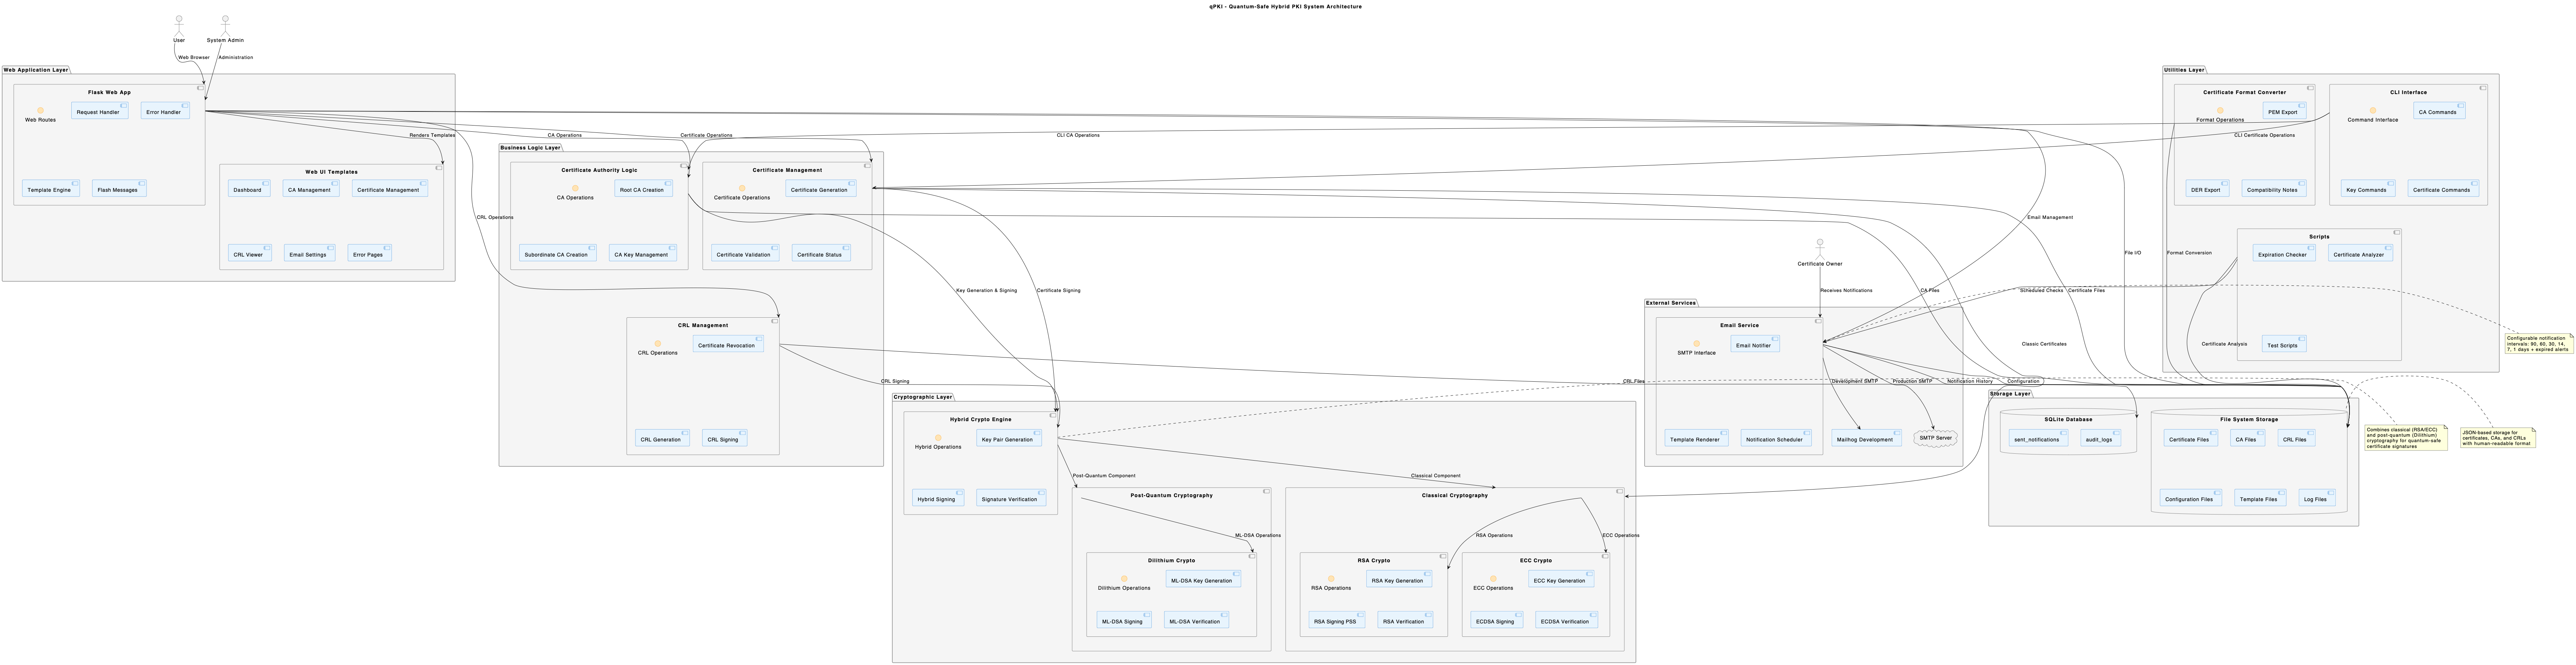 qPKI - Quantum-Safe Hybrid PKI System Architecture
User
System Admin
Web Browser
Administration
Web Application Layer
Flask Web App
Web Routes
Request Handler
Error Handler
Template Engine
Flash Messages
Web UI Templates
Dashboard
CA Management
Certificate Management
CRL Viewer
Email Settings
Error Pages
Renders Templates
CA Operations
Certificate Operations
CLI CA Operations
CRL Operations
Business Logic Layer
Certificate Authority Logic
CA Operations
Root CA Creation
Subordinate CA Creation
CA Key Management
Certificate Management
Certificate Operations
Certificate Generation
Certificate Validation
Certificate Status
CRL Management
CRL Operations
Certificate Revocation
CRL Generation
CRL Signing
Key Generation & Signing
Certificate Signing
CRL Signing
CRL Files
Cryptographic Layer
Hybrid Crypto Engine
Hybrid Operations
Key Pair Generation
Hybrid Signing
Signature Verification
Post-Quantum Component
Classical Component
Post-Quantum Cryptography
ML-DSA Operations
Dilithium Crypto
Dilithium Operations
ML-DSA Key Generation
ML-DSA Signing
ML-DSA Verification
Classical Cryptography
RSA Operations
ECC Operations
RSA Crypto
RSA Operations
RSA Key Generation
RSA Signing PSS
RSA Verification
ECC Crypto
ECC Operations
ECC Key Generation
ECDSA Signing
ECDSA Verification
Certificate Owner
Receives Notifications
External Services
Email Service
SMTP Interface
Email Notifier
Template Renderer
Notification Scheduler
Mailhog Development
SMTP Server
Development SMTP
Production SMTP
Notification History
Configuration
Email Management
CA Files
Scheduled Checks
Certificate Files
Classic Certificates
File I/O
Format Conversion
Certificate Analysis
CLI Certificate Operations
Utilities Layer
Certificate Format Converter
Format Operations
PEM Export
DER Export
Compatibility Notes
CLI Interface
Command Interface
CA Commands
Key Commands
Certificate Commands
Scripts
Expiration Checker
Certificate Analyzer
Test Scripts
Storage Layer
SQLite Database
sent_notifications
audit_logs
File System Storage
Certificate Files
CA Files
CRL Files
Configuration Files
Template Files
Log Files
Configurable notification
intervals: 90, 60, 30, 14,
7, 1 days + expired alerts
Combines classical (RSA/ECC)
and post-quantum (Dilithium)
cryptography for quantum-safe
certificate signatures
JSON-based storage for
certificates, CAs, and CRLs
with human-readable format